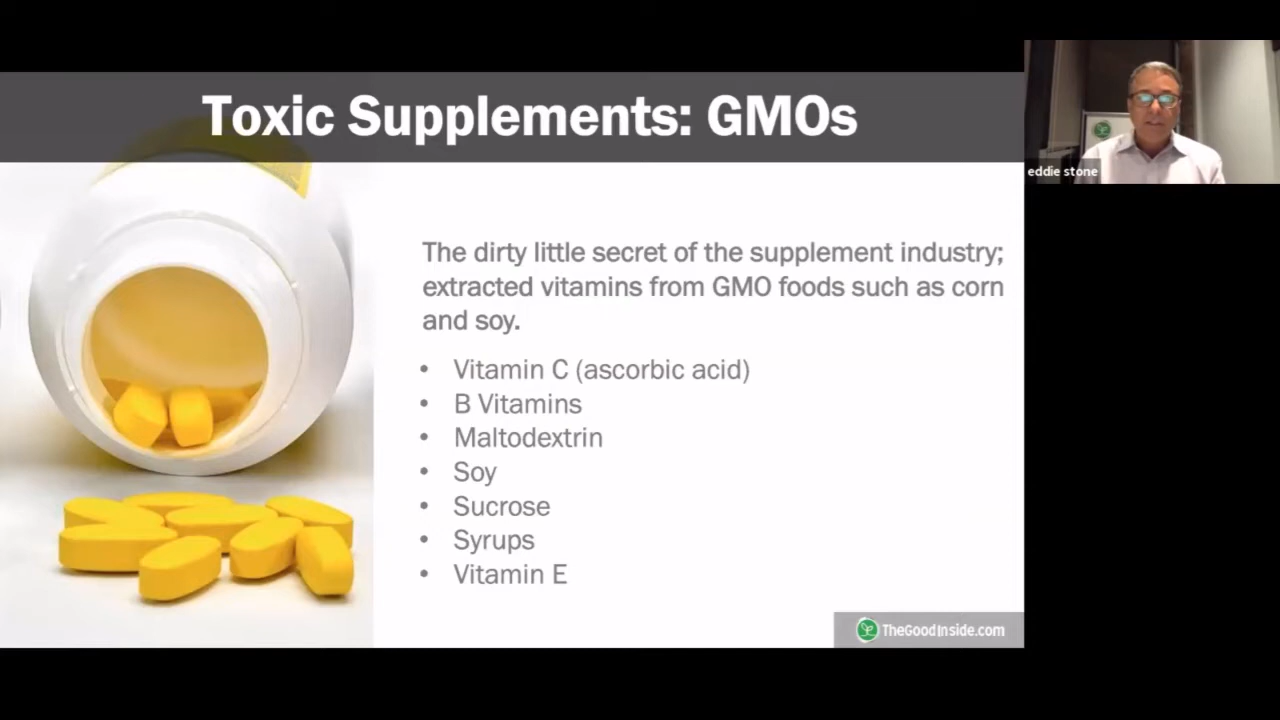 Toxic Supplements: GMOs
eddie stone
The dirty little secret of the supplement industry;
extracted vitamins from GMO foods such as corn
and soy.
• Vitamin C (ascorbic acid)
• B Vitamins
• Maltodextrin
• Soy
• Sucrose
• Syrups
• Vitamin E
TheGoodInside.com